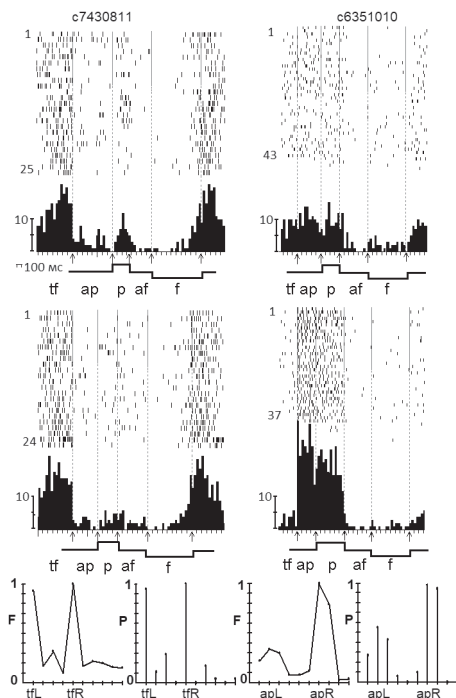 c7430811 c6351010
1 1
25 43
10 10
100 мс
tf ap p af f tf ap p af f
1 1
24 37
10 10
tf ap p af f tf ap p af f
1 1 1 1
F P F P
0 0 0 0
tfL tfR tfL tfR apL apR apL apR